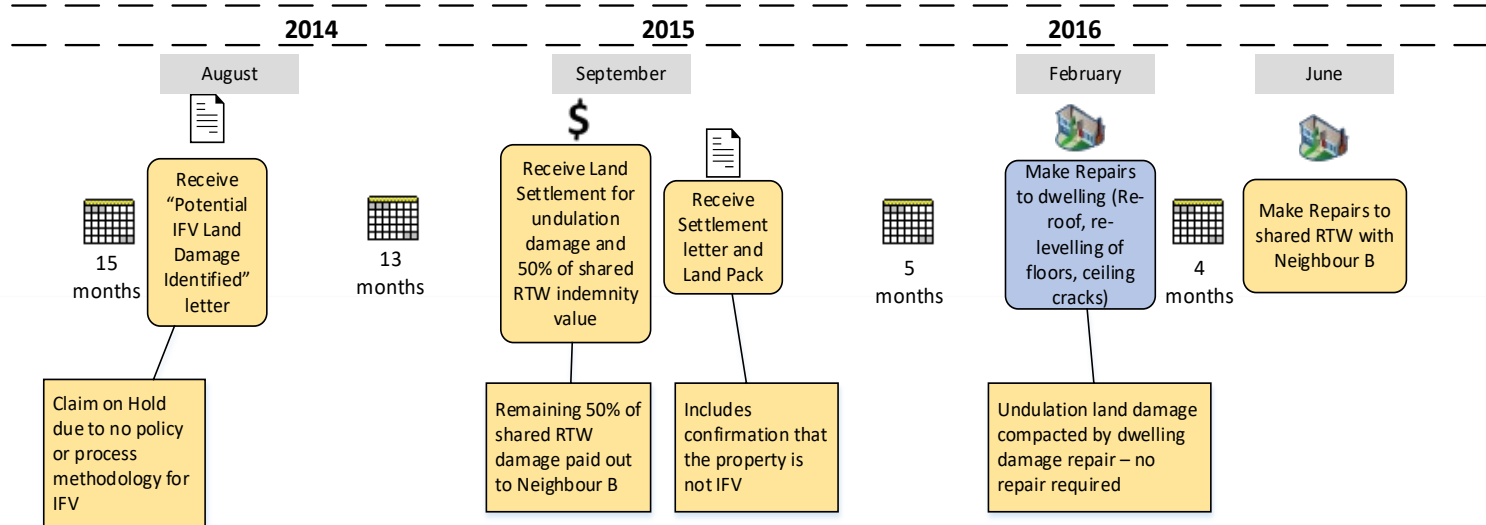 2014
2015
2016
August
September
February
June
$
15
months
Receive
“Potential
IFV Land
Damage
Identified”
letter
13
months
Receive Land
Settlement for
undulation
damage and
50% of shared
RTW indemnity
value
Receive
Settlement
letter and
Land Pack
5
months
Make Repairs
to dwelling (Re-
roof, re-
levelling of
floors, ceiling
cracks)
4
months
Make Repairs to
shared RTW with
Neighbour B
Claim on Hold
due to no policy
or process
methodology for
IFV
Remaining 50% of
shared RTW
damage paid out
to Neighbour B
Includes
confirmation that
the property is
not IFV
Undulation land damage
compacted by dwelling
damage repair – no
repair required